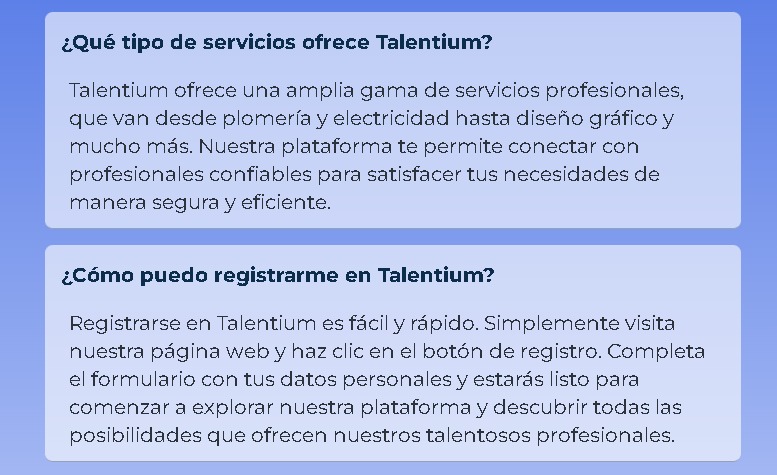 ¿Qué tipo de servicios ofrece Talentium?
Talentium ofrece una amplia gama de servicios profesionales,
que van desde plomería y electricidad hasta diseño gráfico y
mucho más. Nuestra plataforma te permite conectar con
profesionales confiables para satisfacer tus necesidades de
manera segura y eficiente.
¿Cómo puedo registrarme en Talentium?
Registrarse en Talentium es fácil y rápido. Simplemente visita
nuestra página web y haz clic en el botón de registro. Completa
el formulario con tus datos personales y estarás listo para
comenzar a explorar nuestra plataforma y descubrir todas las
posibilidades que ofrecen nuestros talentosos profesionales.